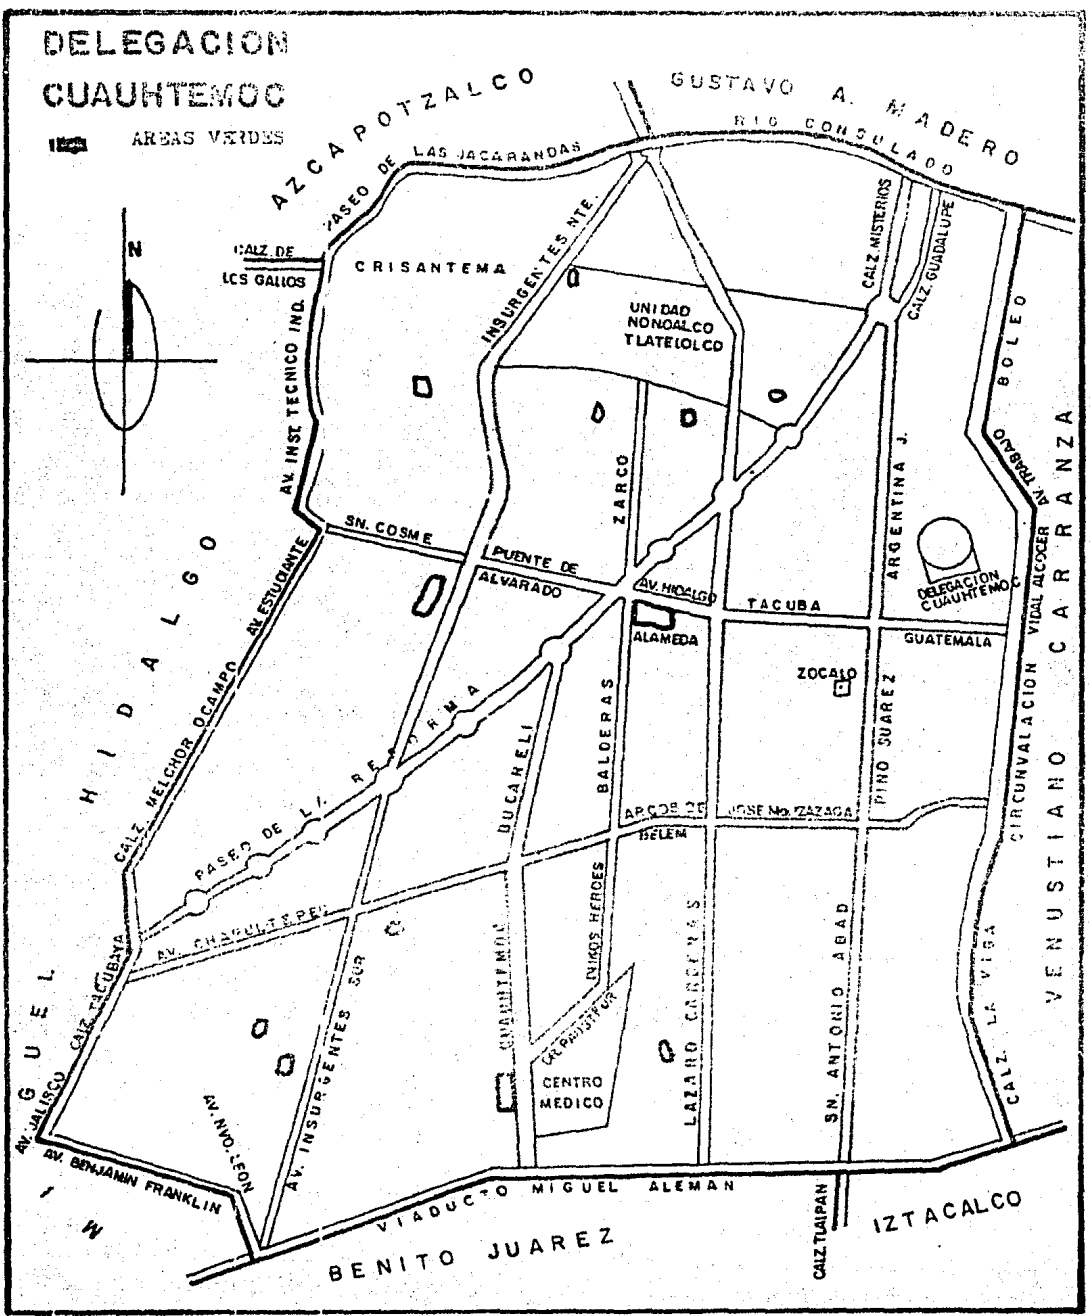 DELEGACION
CUAUHTEMOC
AREAS VERDES
AZCAPOTZALCO
GUSTAVO A. MADERO
RIO CONSULADO
PASEO DE LAS JACARANDAS
N
CALZ. DE
LOS GALLOS
CRISANTEMA
INSURGENTES NTE.
CALZ. MISTERIOS
CALZ. GUADALUPE
UNIDAD
NONOALCO
TLATELOLCO
BOLEO
AV. INST TECNICO IND.
AV. TRABAJO
ZARCO
ARGENTINA J.
SN. COSME
PUENTE DE
ALVARADO
AV. HIDALGO
TACUBA
GUATEMALA
DELEGACION
CUAUHTEMOC
ALAMEDA
ZOCALO
AV. ESTUDIANTE
CALZ. MELCHOR OCAMPO
MIGUEL HIDALGO
VENUSTIANO CARRANZA
CIRCUNVALACION VIDAL ALCOCER
PASEO DE LA REFORMA
BUCARELI
BALDERAS
PINO SUAREZ
ARCOS DE
BELEM
JOSE Ma. IZAZAGA
AV. CHAPULTEPEC
CALZ. TACUBAYA
CUAUHTEMOC
NIÑOS HEROES
CALZ. LA VIGA
AV. JALISCO
AV. INSURGENTES SUR
LAZARO CARDENAS
SN. ANTONIO ABAD
CENTRO
MEDICO
AV. NVO. LEON
AV. BENJAMIN FRANKLIN
VIADUCTO MIGUEL ALEMAN
CALZ. TLALPAN
BENITO JUAREZ
IZTACALCO